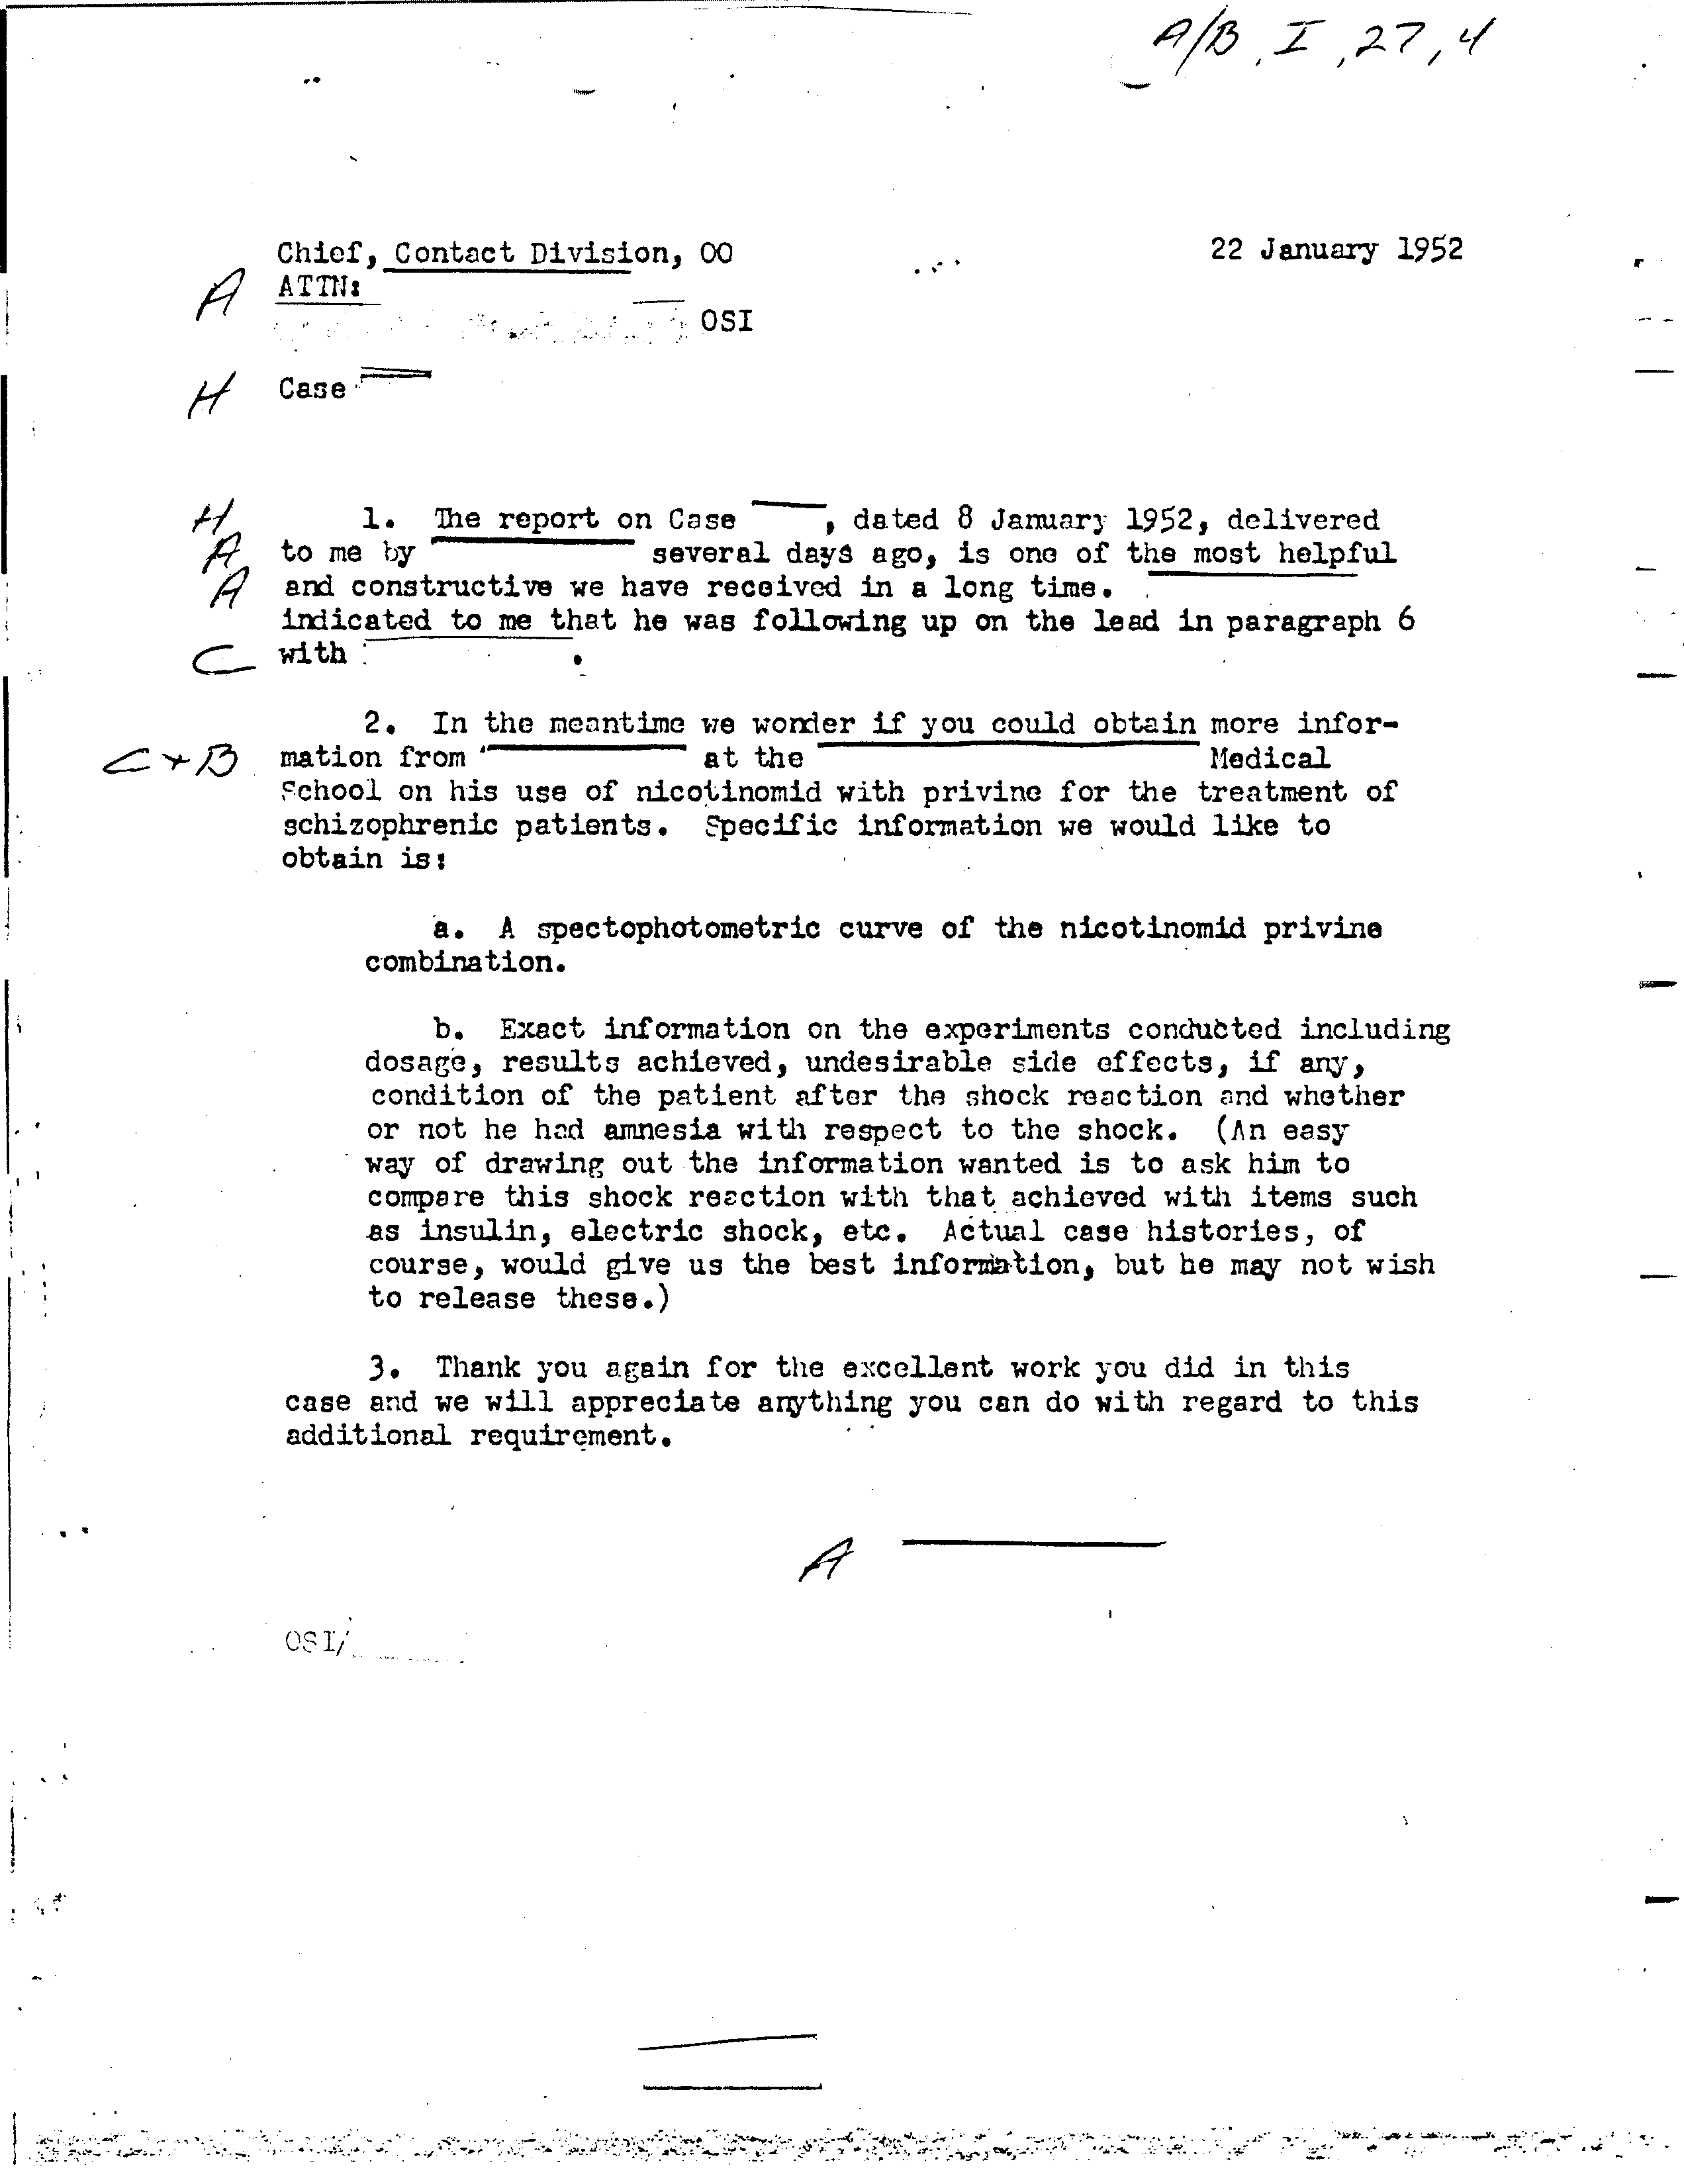 A/B, I, 27, 4
Chief, Contact Division, OO 22 January 1952
A ATTN:
OSI
H Case
H 1. The report on Case , dated 8 January 1952, delivered
A to me by several days ago, is one of the most helpful
A and constructive we have received in a long time.
indicated to me that he was following up on the lead in paragraph 6
C with .
2. In the meantime we wonder if you could obtain more infor-
C+B mation from at the Medical
School on his use of nicotinomid with privine for the treatment of
schizophrenic patients. Specific information we would like to
obtain is:
a. A spectophotometric curve of the nicotinomid privine
combination.
b. Exact information on the experiments conducted including
dosage, results achieved, undesirable side effects, if any,
condition of the patient after the shock reaction and whether
or not he had amnesia with respect to the shock. (An easy
way of drawing out the information wanted is to ask him to
compare this shock reaction with that achieved with items such
as insulin, electric shock, etc. Actual case histories, of
course, would give us the best information, but he may not wish
to release these.)
3. Thank you again for the excellent work you did in this
case and we will appreciate anything you can do with regard to this
additional requirement.
A
OSI/